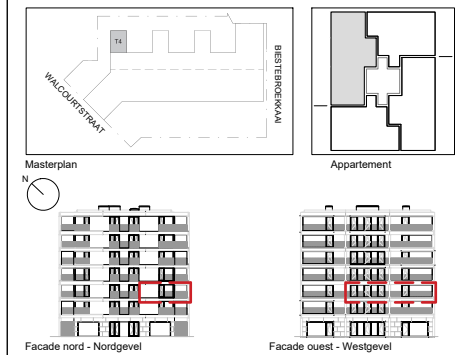 T4
WALCOURTSTRAAT
BIESTEBROEKKAAI
Masterplan
Appartement
N
Facade nord - Nordgevel
Facade ouest - Westgevel